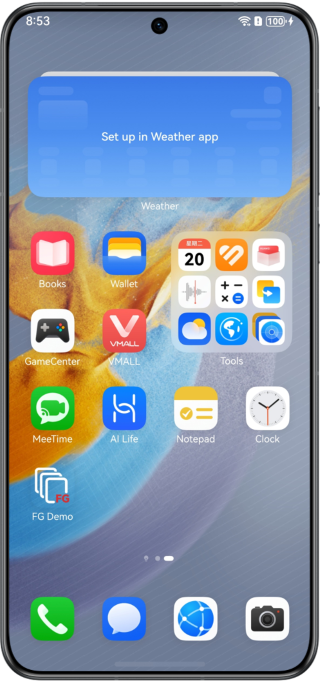 8:53
100
Set up in Weather app
Weather
星期二
20
Books
Wallet
GameCenter
VMALL
VMALL
Tools
MeeTime
AI Life
Notepad
Clock
FG
FG Demo